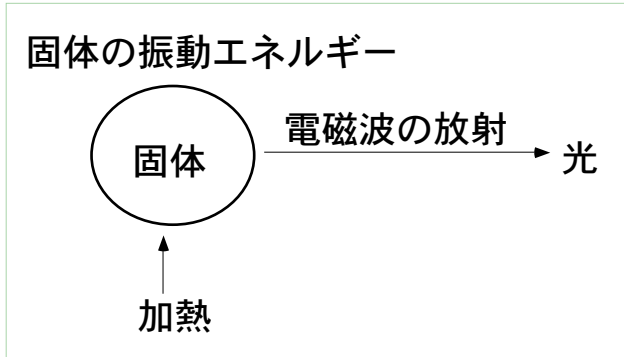 固体の振動エネルギー
電磁波の放射
固体
光
加熱